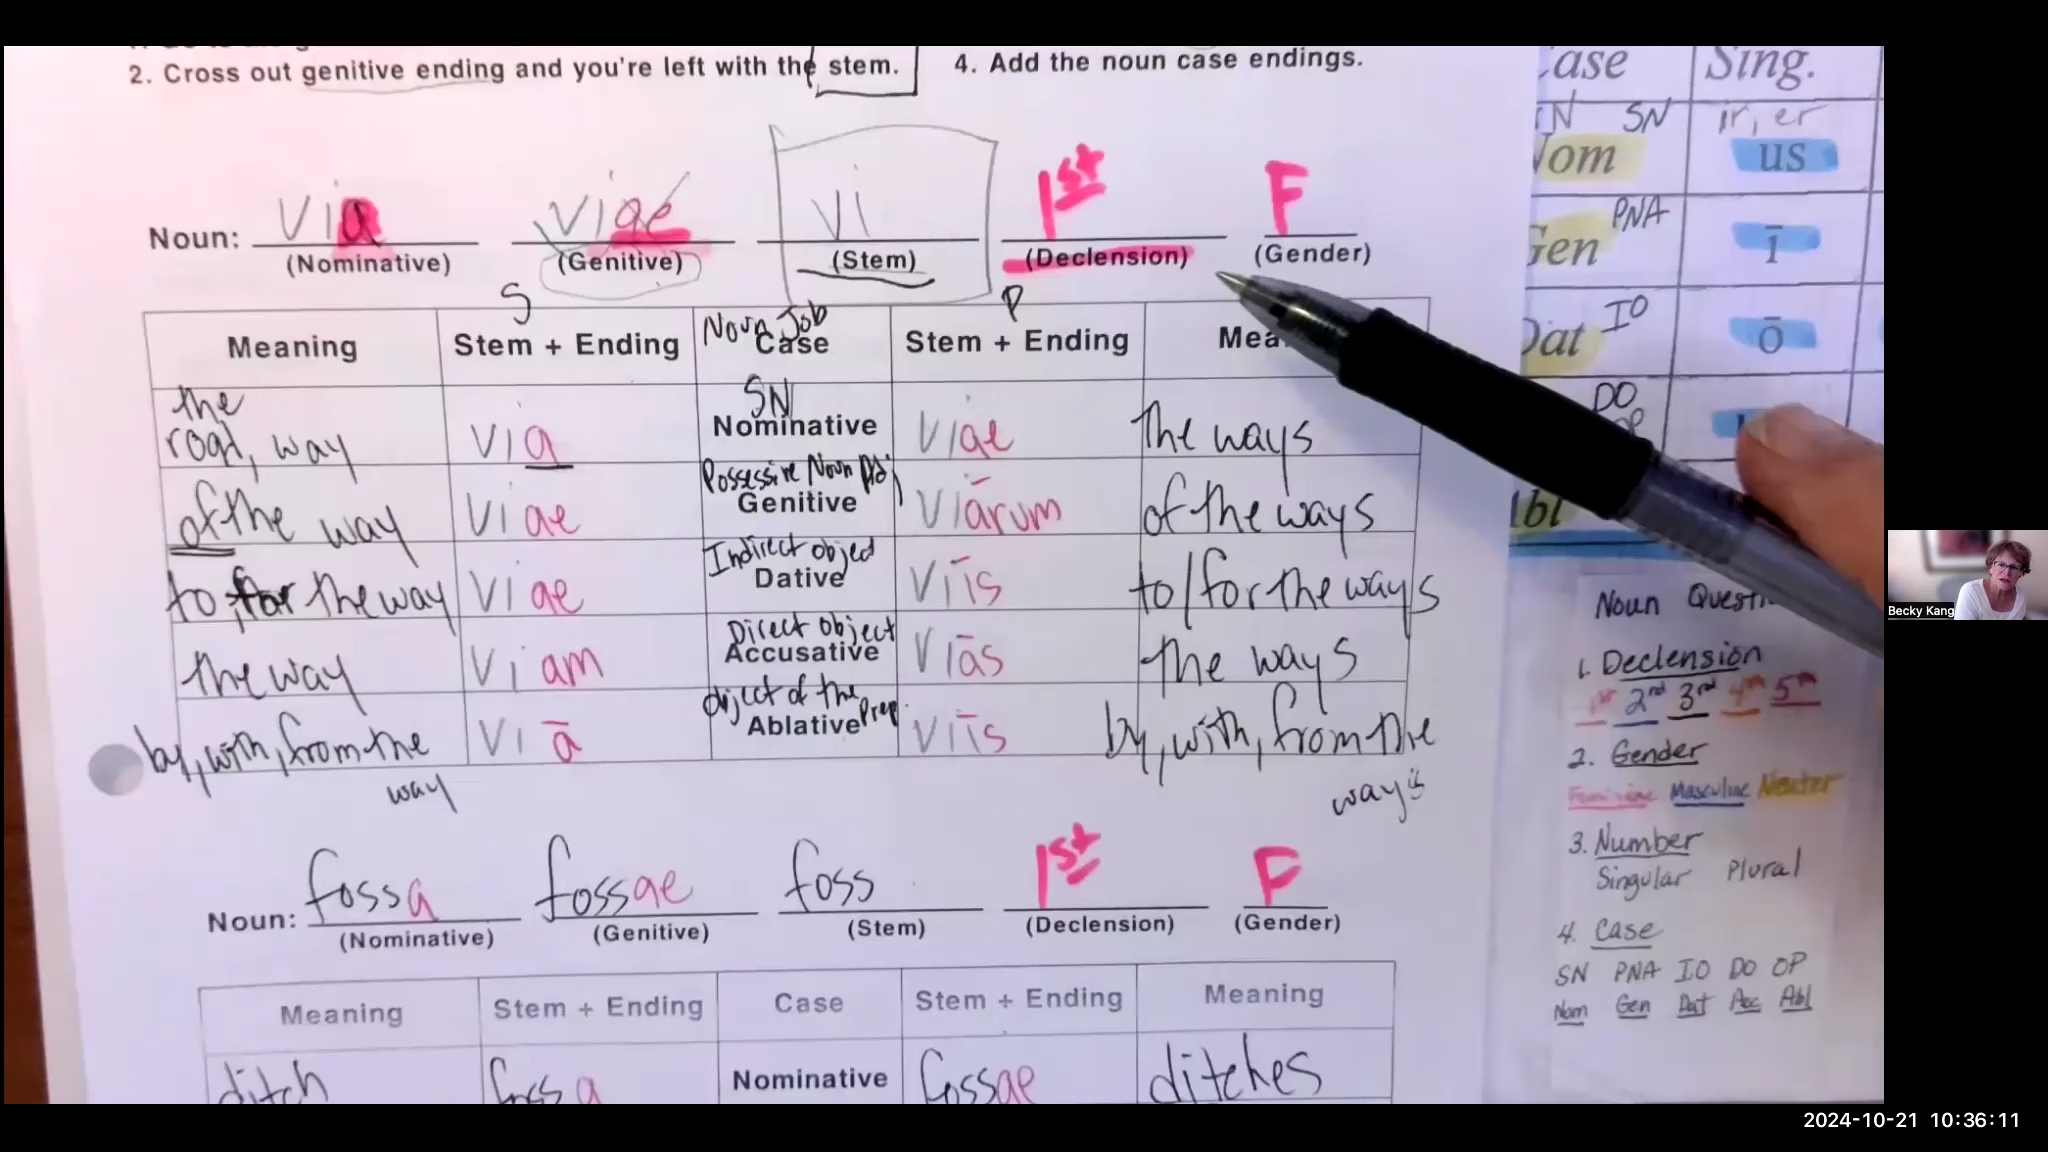 2. Cross out genitive ending and you're left with the stem.
4. Add the noun case endings.
Noun: via viae vi 1st F
(Nominative) (Genitive) (Stem) (Declension) (Gender)
S P
Noun Job
Meaning Stem + Ending Case Stem + Ending
the
road, way via SN Nominative viae the ways
of the way viae Possessive Noun Adj Genitive viārum of the ways
to, for the way viae Indirect object Dative viīs to/for the ways
the way viam Direct object Accusative viās the ways
by, with, from the way viā Object of the Prep. Ablative viīs by, with, from the ways
Noun: fossa fossae foss 1st F
(Nominative) (Genitive) (Stem) (Declension) (Gender)
Meaning Stem + Ending Case Stem + Ending Meaning
ditch fossa Nominative fossae ditches
Sing.
SN ir, er
us
PNA ī
IO ō
DO
Noun
1. Declension
1st 2nd 3rd 4th 5th
2. Gender
Feminine Masculine Neuter
3. Number
Singular Plural
4. Case
SN PNA IO DO OP
Nom Gen Dat Acc Abl
Becky Kang
2024-10-21 10:36:11